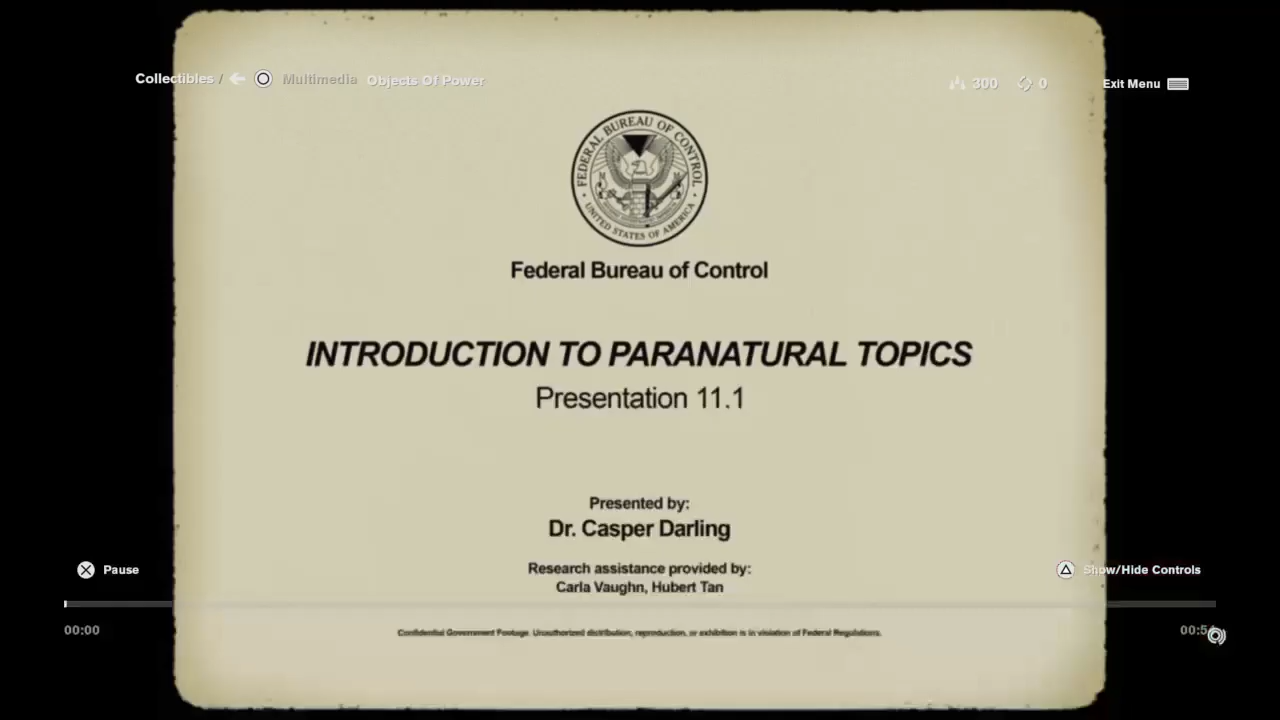 Collectibles / Multimedia Objects Of Power 300 0 Exit Menu
FEDERAL BUREAU OF CONTROL
UNITED STATES OF AMERICA
Federal Bureau of Control
INTRODUCTION TO PARANATURAL TOPICS
Presentation 11.1
Presented by:
Dr. Casper Darling
Research assistance provided by:
Carla Vaughn, Hubert Tan
Pause
Show/Hide Controls
00:00
Confidential Government Footage. Unauthorized distribution, reproduction, or exhibition is in violation of Federal Regulations.